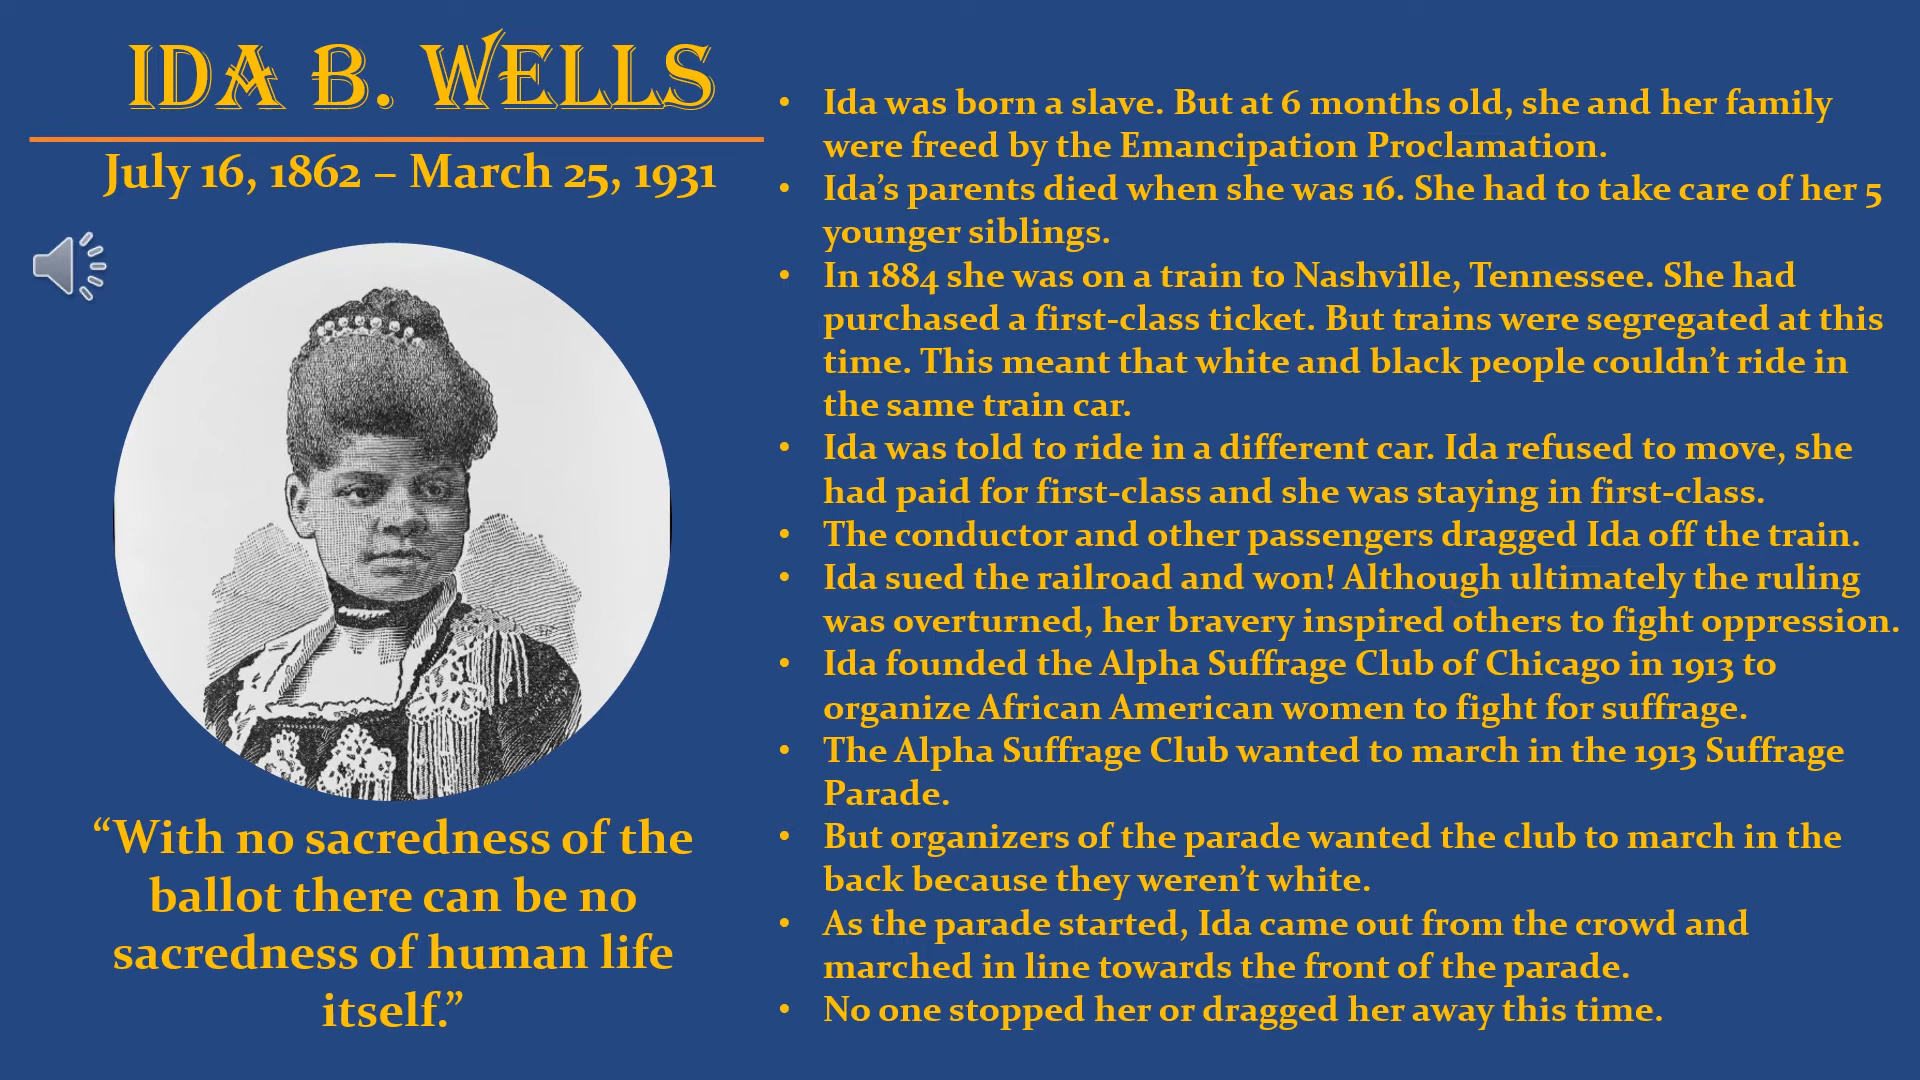 IDA B. WELLS
July 16, 1862 – March 25, 1931
“With no sacredness of the
ballot there can be no
sacredness of human life
itself.”
• Ida was born a slave. But at 6 months old, she and her family
were freed by the Emancipation Proclamation.
• Ida’s parents died when she was 16. She had to take care of her 5
younger siblings.
• In 1884 she was on a train to Nashville, Tennessee. She had
purchased a first-class ticket. But trains were segregated at this
time. This meant that white and black people couldn’t ride in
the same train car.
• Ida was told to ride in a different car. Ida refused to move, she
had paid for first-class and she was staying in first-class.
• The conductor and other passengers dragged Ida off the train.
• Ida sued the railroad and won! Although ultimately the ruling
was overturned, her bravery inspired others to fight oppression.
• Ida founded the Alpha Suffrage Club of Chicago in 1913 to
organize African American women to fight for suffrage.
• The Alpha Suffrage Club wanted to march in the 1913 Suffrage
Parade.
• But organizers of the parade wanted the club to march in the
back because they weren’t white.
• As the parade started, Ida came out from the crowd and
marched in line towards the front of the parade.
• No one stopped her or dragged her away this time.